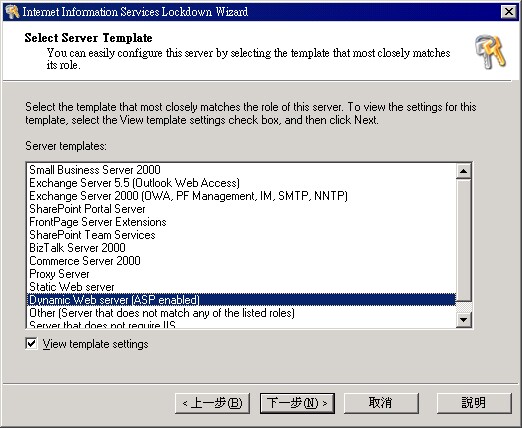 Internet Information Services Lockdown Wizard
Select Server Template
You can easily configure this server by selecting the template that most closely matches
its role.
Select the template that most closely matches the role of this server. To view the settings for this
template, select the View template settings check box, and then click Next.
Server templates:
Small Business Server 2000
Exchange Server 5.5 (Outlook Web Access)
Exchange Server 2000 (OWA, PF Management, IM, SMTP, NNTP)
SharePoint Portal Server
FrontPage Server Extensions
SharePoint Team Services
BizTalk Server 2000
Commerce Server 2000
Proxy Server
Static Web server
Dynamic Web server (ASP enabled)
Other (Server that does not match any of the listed roles)
Server that does not require IIS
View template settings
< 上一步(B)
下一步(N) >
取消
說明